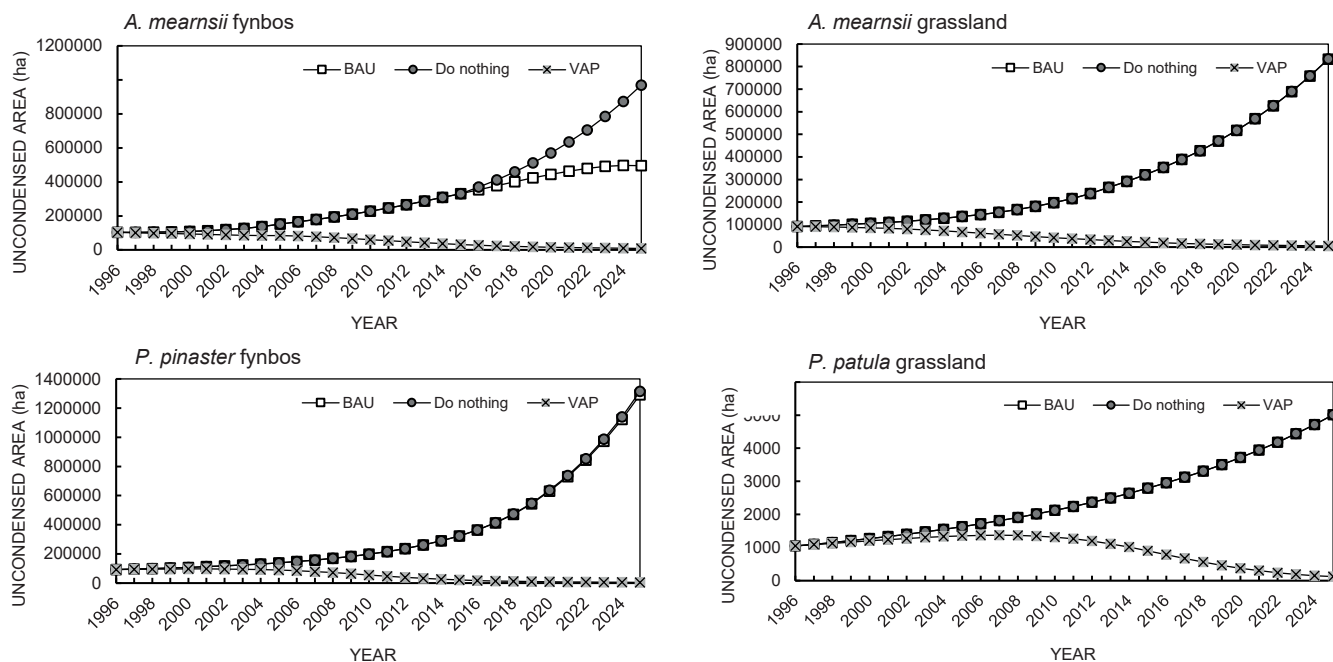 A. mearnsii fynbos
UNCONDENSED AREA (ha)
1200000
1000000
800000
600000
400000
200000
0
BAU Do nothing VAP
1996 1998 2000 2002 2004 2006 2008 2010 2012 2014 2016 2018 2020 2022 2024
YEAR
A. mearnsii grassland
UNCONDENSED AREA (ha)
900000
800000
700000
600000
500000
400000
300000
200000
100000
0
BAU Do nothing VAP
1996 1998 2000 2002 2004 2006 2008 2010 2012 2014 2016 2018 2020 2022 2024
YEAR
P. pinaster fynbos
UNCONDENSED AREA (ha)
1400000
1200000
1000000
800000
600000
400000
200000
0
BAU Do nothing VAP
1996 1998 2000 2002 2004 2006 2008 2010 2012 2014 2016 2018 2020 2022 2024
YEAR
P. patula grassland
UNCONDENSED AREA (ha)
5000
4000
3000
2000
1000
0
BAU Do nothing VAP
1996 1998 2000 2002 2004 2006 2008 2010 2012 2014 2016 2018 2020 2022 2024
YEAR